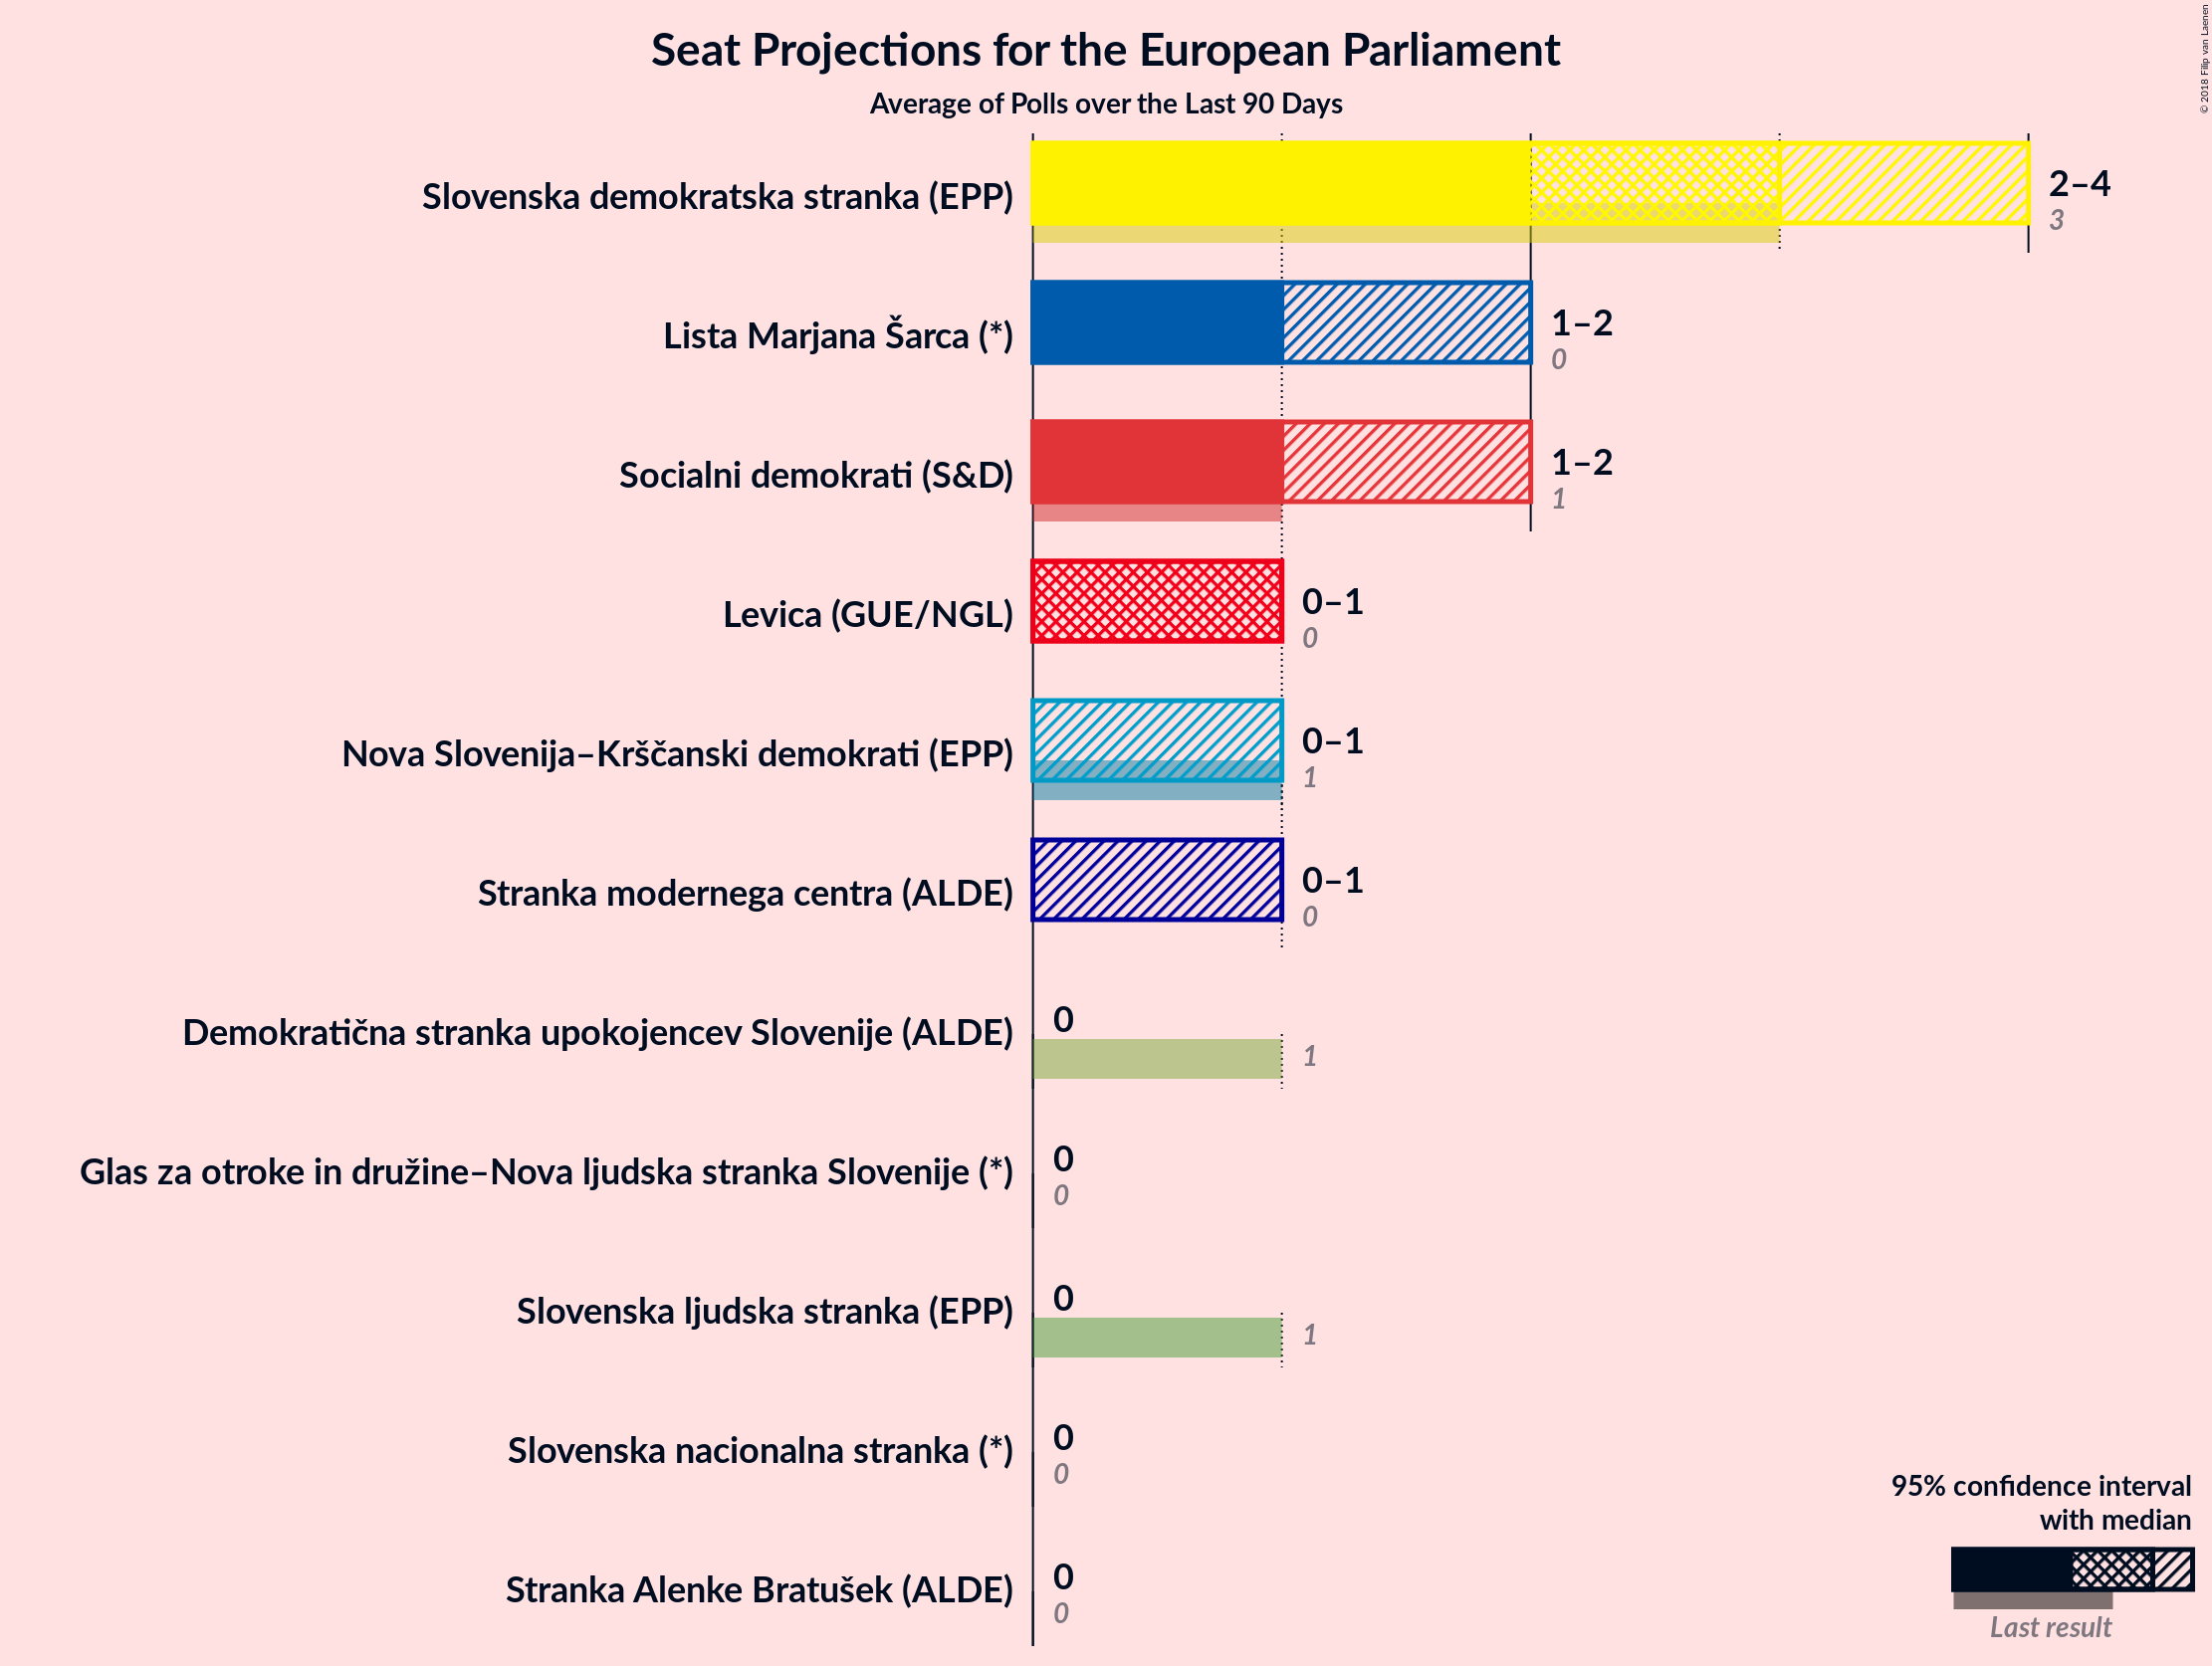 Seat Projections for the European Parliament
Average of Polls over the Last 90 Days
© 2018 Filip van Laenen
Slovenska demokratska stranka (EPP)
2–4
3
Lista Marjana Šarca (*)
1–2
0
Socialni demokrati (S&D)
1–2
1
Levica (GUE/NGL)
0–1
0
Nova Slovenija–Krščanski demokrati (EPP)
0–1
1
Stranka modernega centra (ALDE)
0–1
0
Demokratična stranka upokojencev Slovenije (ALDE)
0
1
Glas za otroke in družine–Nova ljudska stranka Slovenije (*)
0
0
Slovenska ljudska stranka (EPP)
0
1
Slovenska nacionalna stranka (*)
0
0
Stranka Alenke Bratušek (ALDE)
0
0
95% confidence interval
with median
Last result